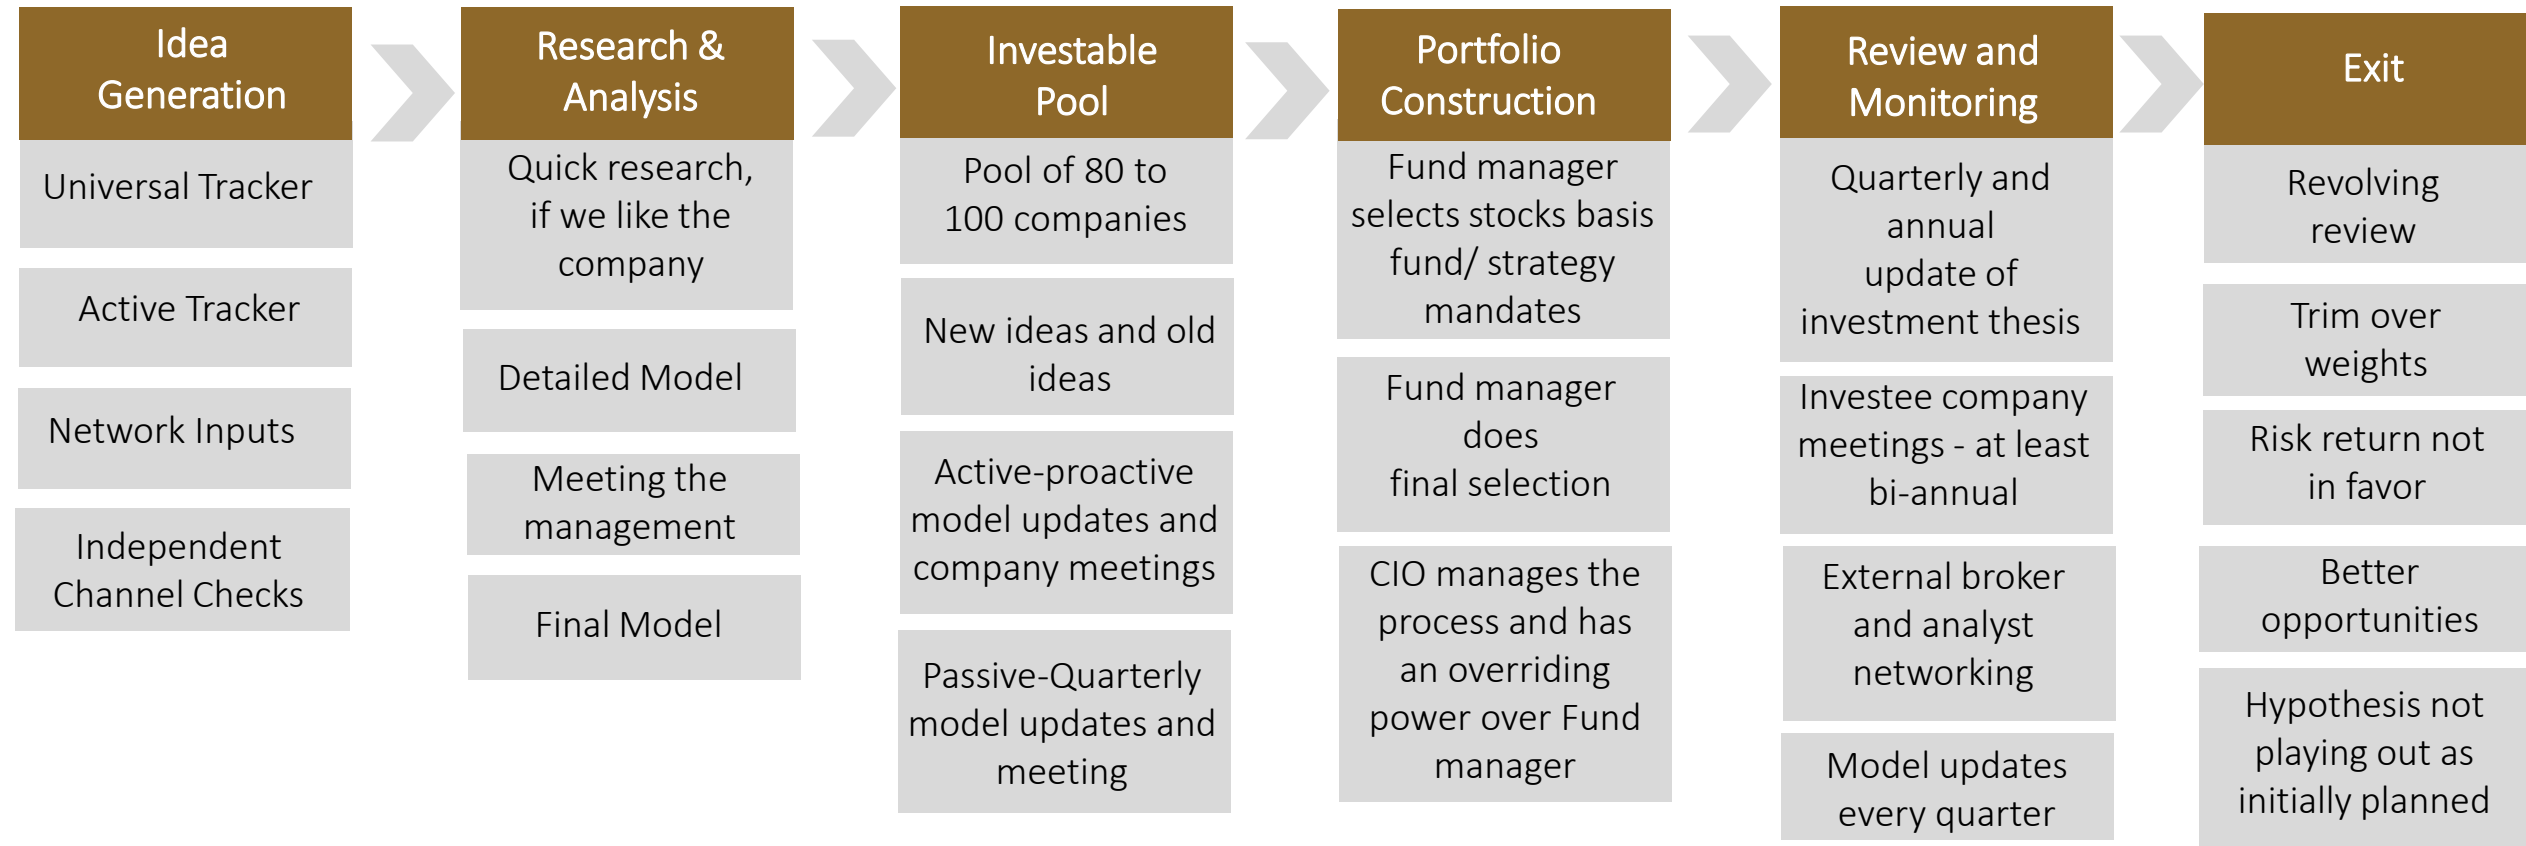 Idea
Generation
Universal Tracker
Active Tracker
Network Inputs
Independent
Channel Checks
Research &
Analysis
Quick research,
if we like the
company
Detailed Model
Meeting the
management
Final Model
Investable
Pool
Pool of 80 to
100 companies
New ideas and old
ideas
Active-proactive
model updates and
company meetings
Passive-Quarterly
model updates and
meeting
Portfolio
Construction
Fund manager
selects stocks basis
fund/ strategy
mandates
Fund manager
does
final selection
CIO manages the
process and has
an overriding
power over Fund
manager
Review and
Monitoring
Quarterly and
annual
update of
investment thesis
Investee company
meetings - at least
bi-annual
External broker
and analyst
networking
Model updates
every quarter
Exit
Revolving
review
Trim over
weights
Risk return not
in favor
Better
opportunities
Hypothesis not
playing out as
initially planned